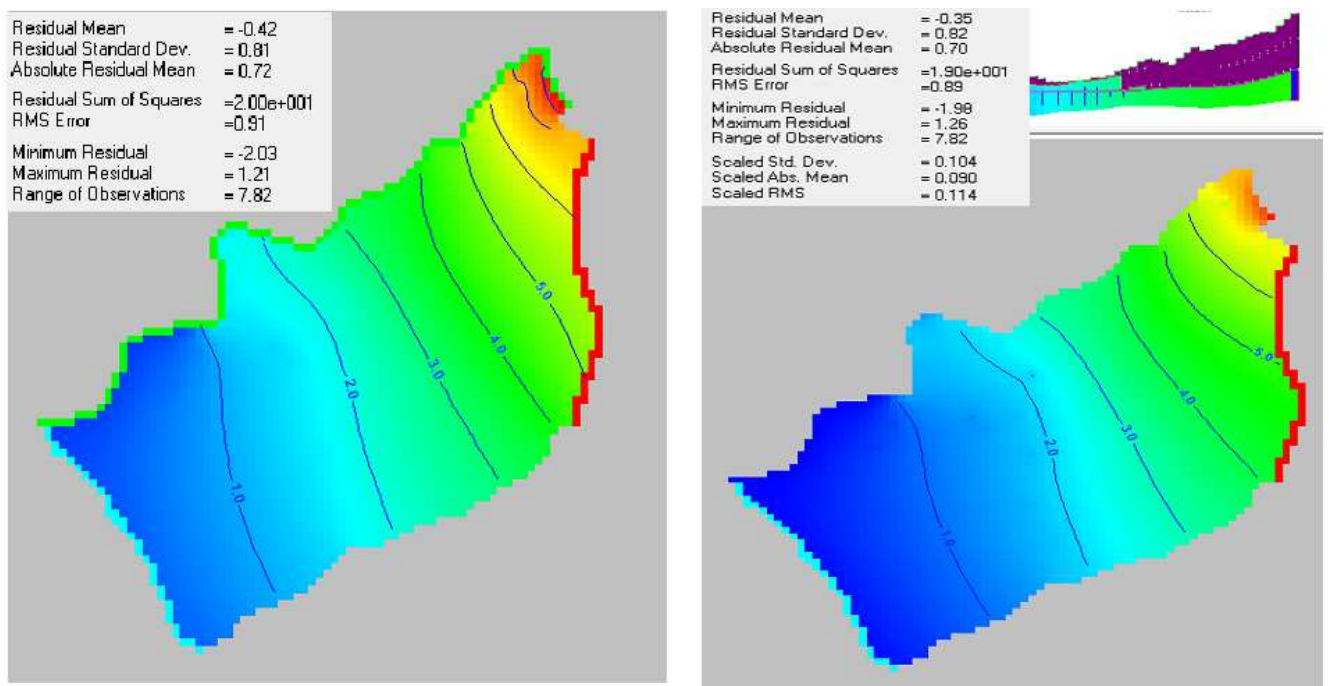 Residual Mean = -0.42
Residual Standard Dev. = 0.81
Absolute Residual Mean = 0.72
Residual Sum of Squares =2.00e+001
RMS Error =0.91
Minimum Residual = -2.03
Maximum Residual = 1.21
Range of Observations = 7.82
5.0
4.0
3.0
2.0
1.0
Residual Mean = -0.35
Residual Standard Dev. = 0.82
Absolute Residual Mean = 0.70
Residual Sum of Squares =1.90e+001
RMS Error =0.89
Minimum Residual = -1.98
Maximum Residual = 1.26
Range of Observations = 7.82
Scaled Std. Dev. = 0.104
Scaled Abs. Mean = 0.090
Scaled RMS = 0.114
5.0
4.0
3.0
2.0
1.0